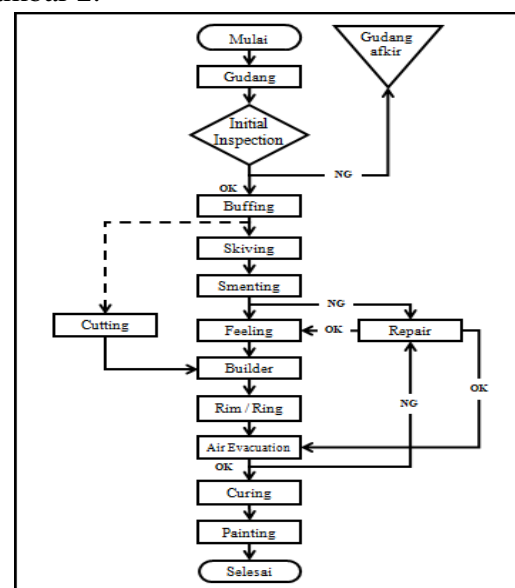 Mulai
Gudang
afkir
Gudang
Initial
Inspection
NG
OK
Buffing
Skiving
Smenting
NG
Cutting
Feeling
OK
Repair
Builder
NG
OK
Rim / Ring
Air Evacuation
OK
Curing
Painting
Selesai